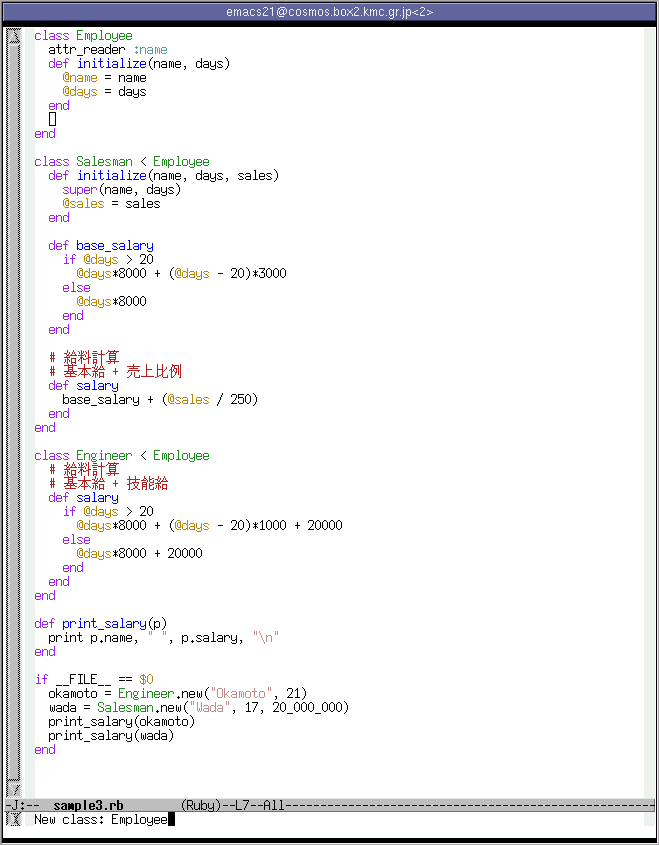 emacs21@cosmos.box2.kmc.gr.jp<2>
class Employee
  attr_reader :name
  def initialize(name, days)
    @name = name
    @days = days
  end
end
class Salesman < Employee
  def initialize(name, days, sales)
    super(name, days)
    @sales = sales
  end
  def base_salary
    if @days > 20
      @days*8000 + (@days - 20)*3000
    else
      @days*8000
    end
  end
  # 給料計算
  # 基本給 + 売上比例
  def salary
    base_salary + (@sales / 250)
  end
end
class Engineer < Employee
  # 給料計算
  # 基本給 + 技能給
  def salary
    if @days > 20
      @days*8000 + (@days - 20)*1000 + 20000
    else
      @days*8000 + 20000
    end
  end
end
def print_salary(p)
  print p.name, " ", p.salary, "\n"
end
if __FILE__ == $0
  okamoto = Engineer.new("Okamoto", 21)
  wada = Salesman.new("Wada", 17, 20_000_000)
  print_salary(okamoto)
  print_salary(wada)
end
-J:--  sample3.rb        (Ruby)--L7--All-----------------------------------------------------
New class: Employee